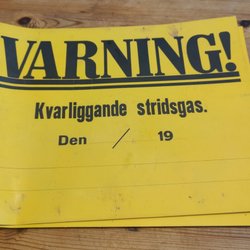 VARNING!
Kvarliggande stridsgas.
Den / 19